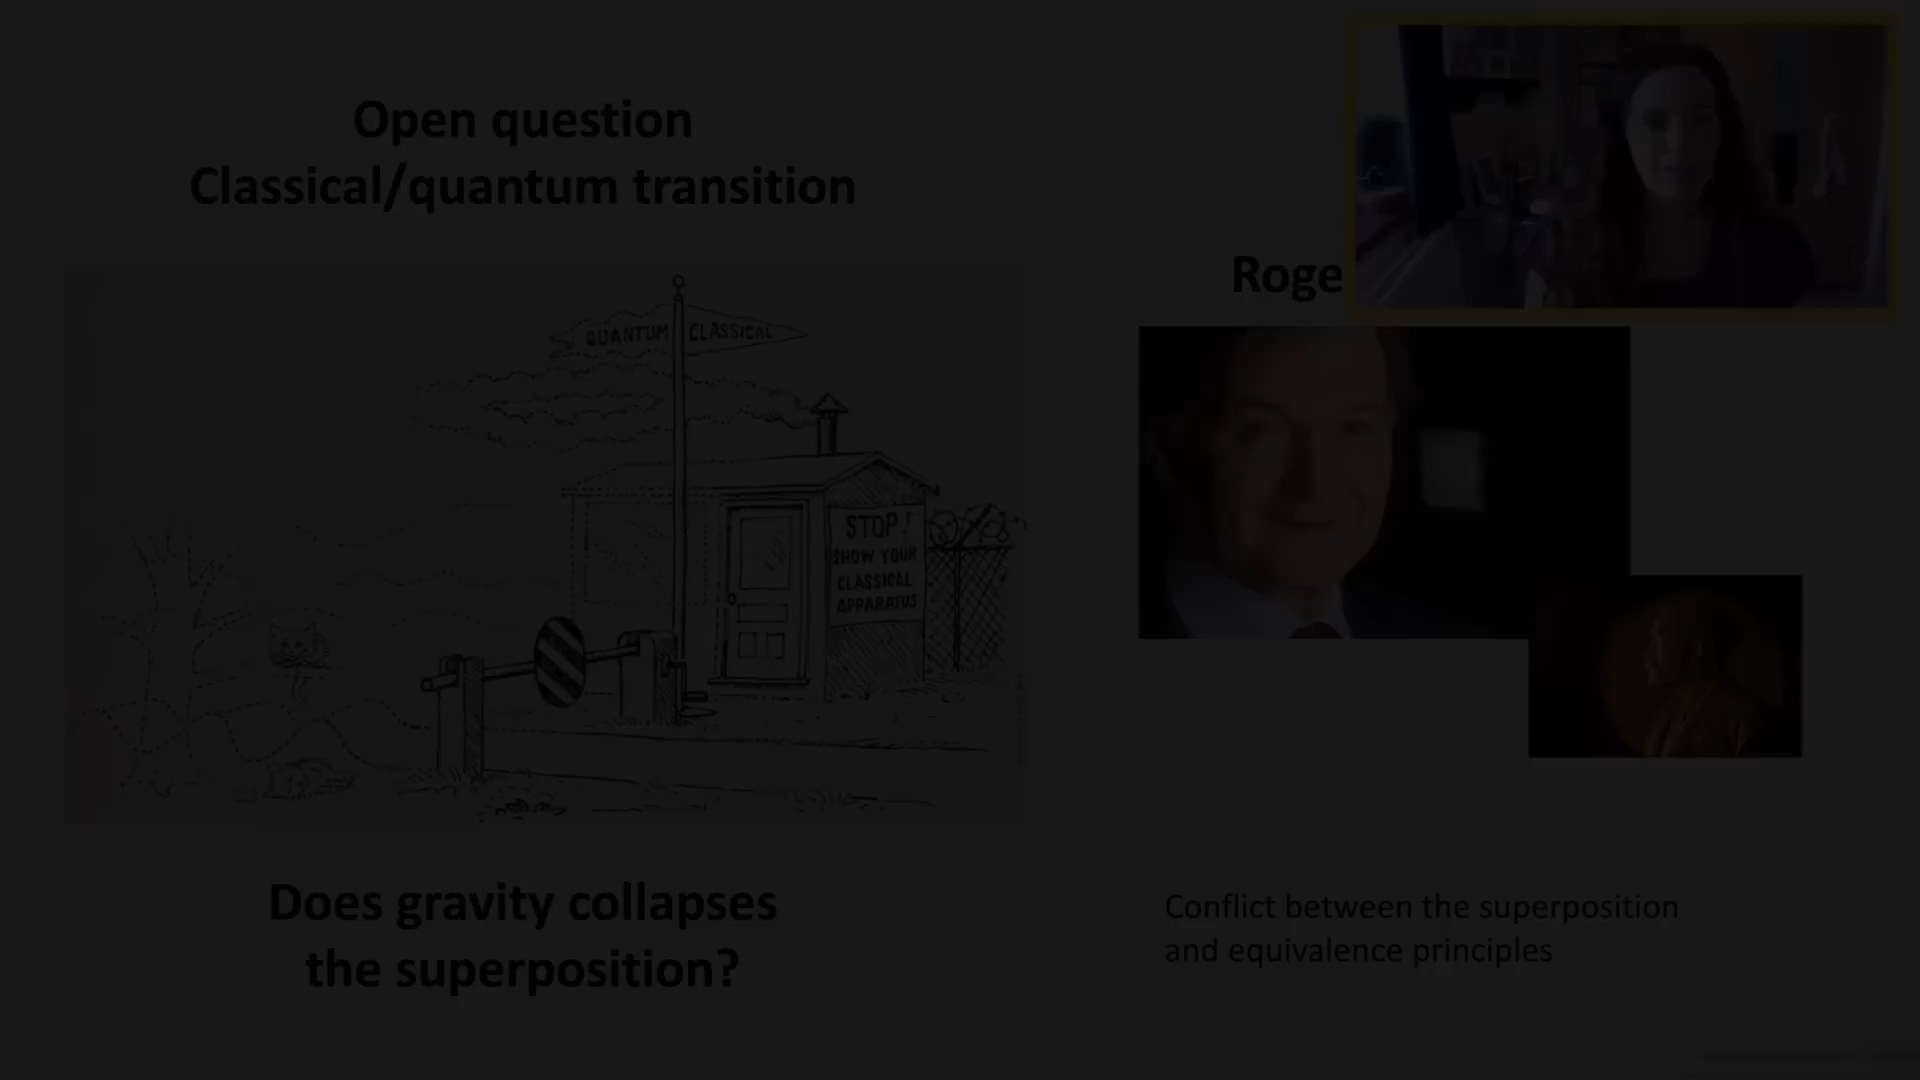 Open question
Classical/quantum transition
Roge
QUANTUM CLASSICAL
STOP!
SHOW YOUR
CLASSICAL
APPARATUS
Does gravity collapses
the superposition?
Conflict between the superposition
and equivalence principles